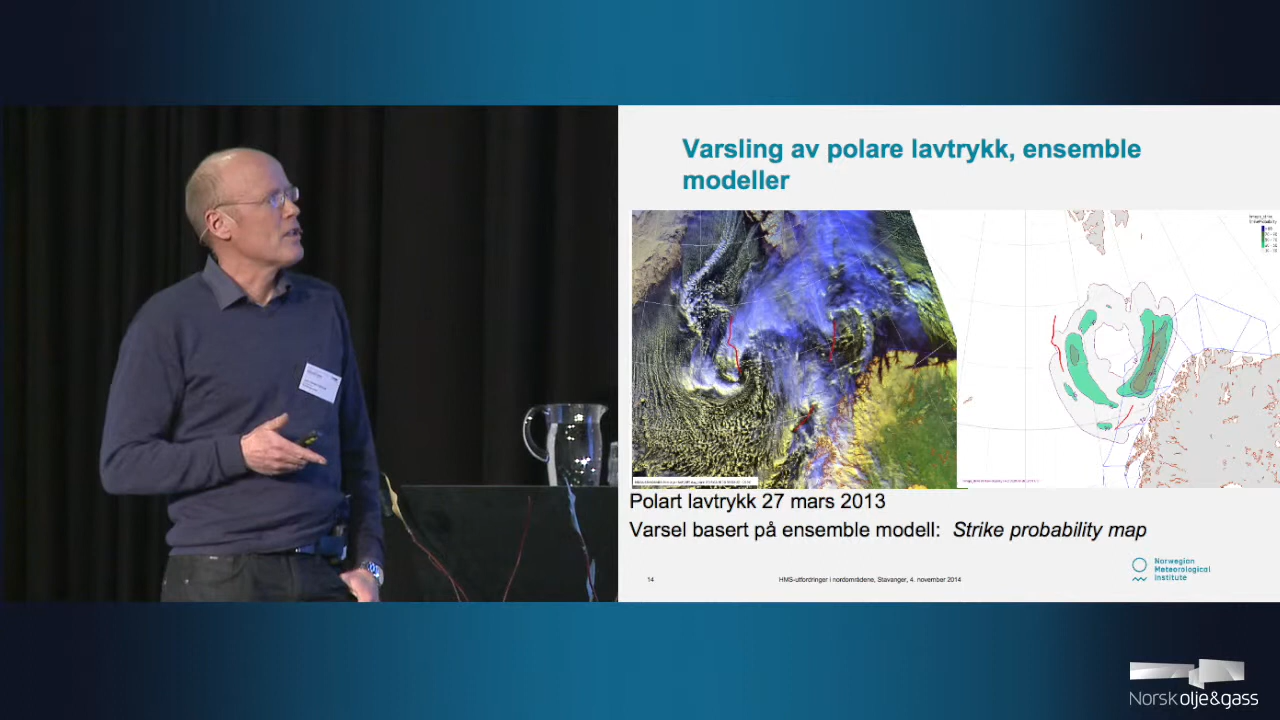 Varsling av polare lavtrykk, ensemble
modeller
Polart lavtrykk 27 mars 2013
Varsel basert på ensemble modell: Strike probability map
14
HMS-utfordringer i nordområdene, Stavanger, 4. november 2014
Norwegian
Meteorological
Institute
Norsk olje&gass